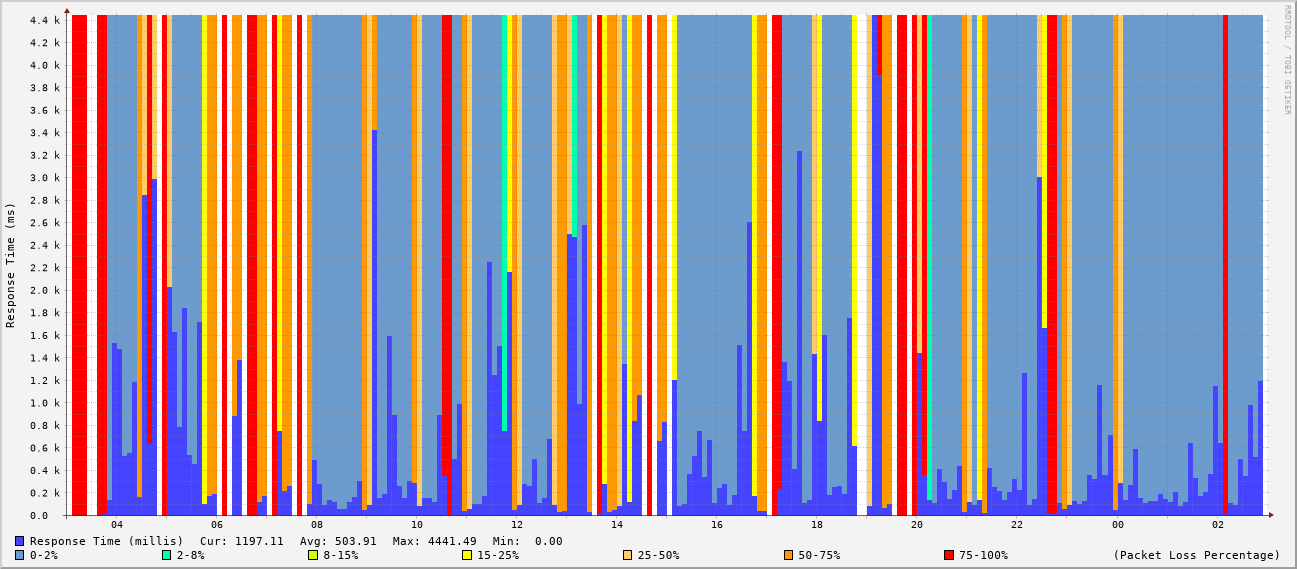 RRDTOOL / TOBI OETIKER
Response Time (ms)
4.4 k
4.2 k
4.0 k
3.8 k
3.6 k
3.4 k
3.2 k
3.0 k
2.8 k
2.6 k
2.4 k
2.2 k
2.0 k
1.8 k
1.6 k
1.4 k
1.2 k
1.0 k
0.8 k
0.6 k
0.4 k
0.2 k
0.0
04 06 08 10 12 14 16 18 20 22 00 02
Response Time (millis) Cur: 1197.11 Avg: 503.91 Max: 4441.49 Min: 0.00
0-2% 2-8% 8-15% 15-25% 25-50% 50-75% 75-100% (Packet Loss Percentage)